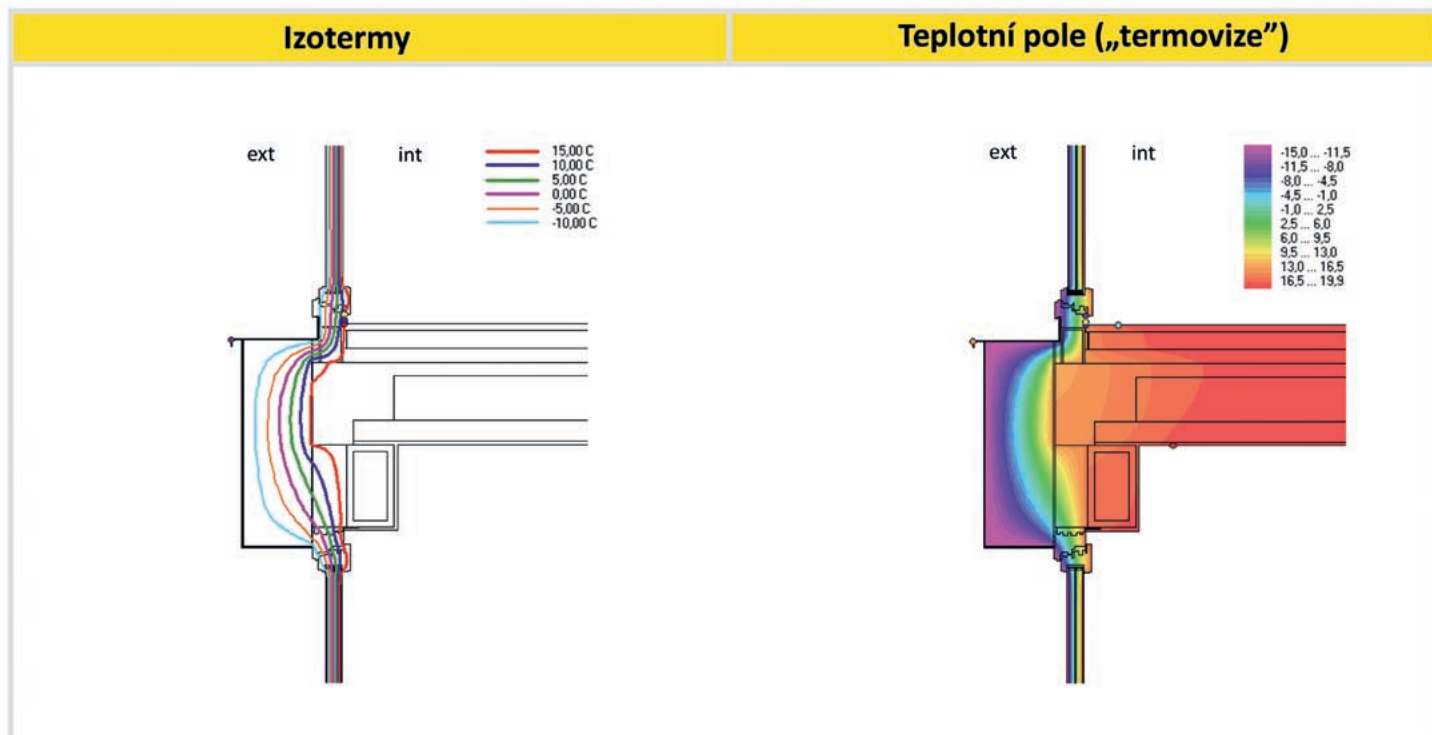 Izotermy
Teplotní pole („termovize”)
ext
int
15,00 C
10,00 C
5,00 C
0,00 C
-5,00 C
-10,00 C
ext
int
-15,0 ... -11,5
-11,5 ... -8,0
-8,0 ... -4,5
-4,5 ... -1,0
-1,0 ... 2,5
2,5 ... 6,0
6,0 ... 9,5
9,5 ... 13,0
13,0 ... 16,5
16,5 ... 19,9